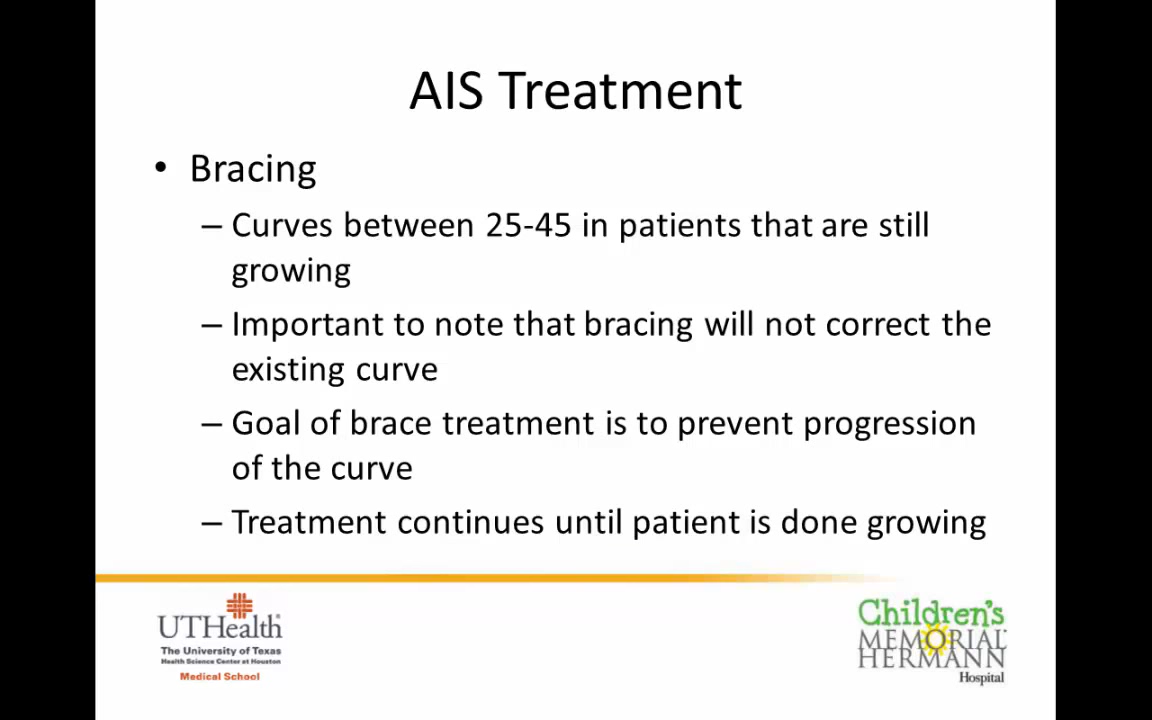 AIS Treatment
• Bracing
– Curves between 25-45 in patients that are still
growing
– Important to note that bracing will not correct the
existing curve
– Goal of brace treatment is to prevent progression
of the curve
– Treatment continues until patient is done growing
UTHealth
The University of Texas
Health Science Center at Houston
Medical School
Children's
MEMORIAL
HERMANN
Hospital